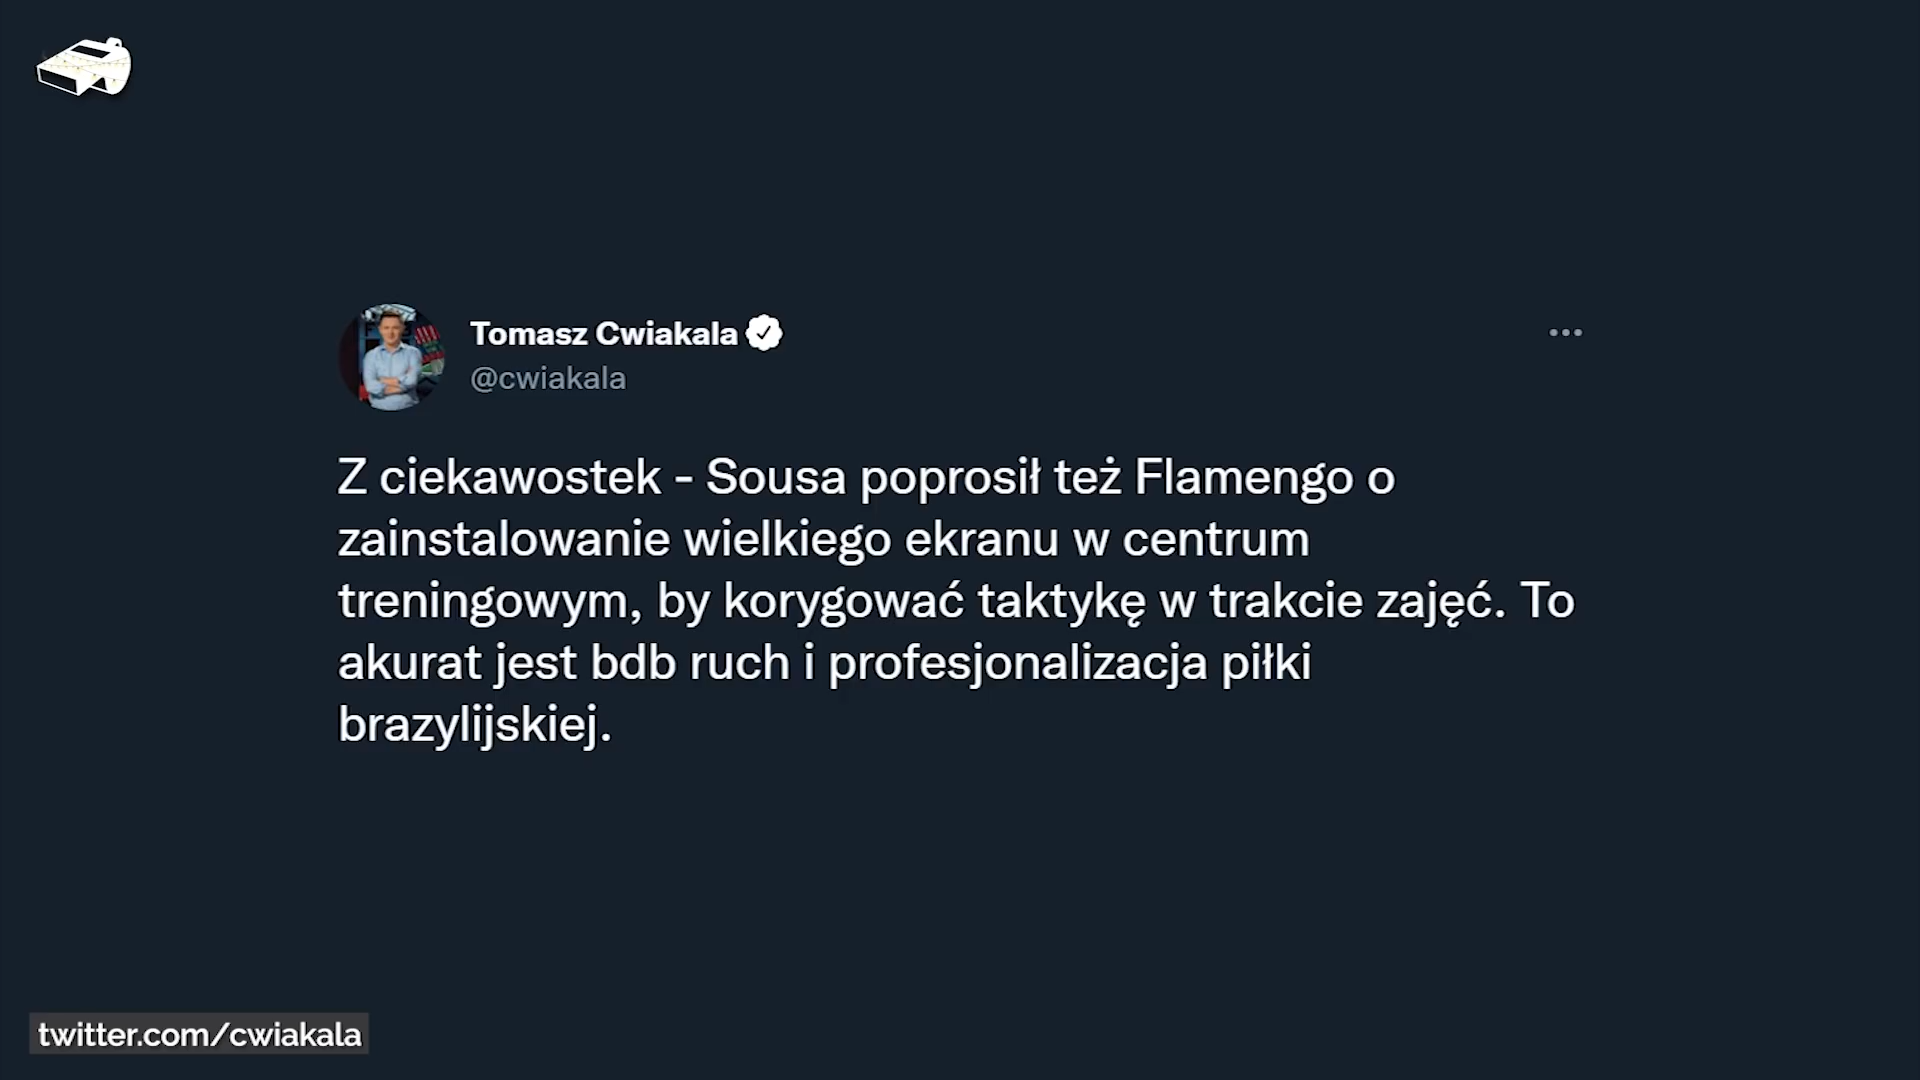 Tomasz Cwiakala
@cwiakala
Z ciekawostek - Sousa poprosił też Flamengo o
zainstalowanie wielkiego ekranu w centrum
treningowym, by korygować taktykę w trakcie zajęć. To
akurat jest bdb ruch i profesjonalizacja piłki
brazylijskiej.
twitter.com/cwiakala